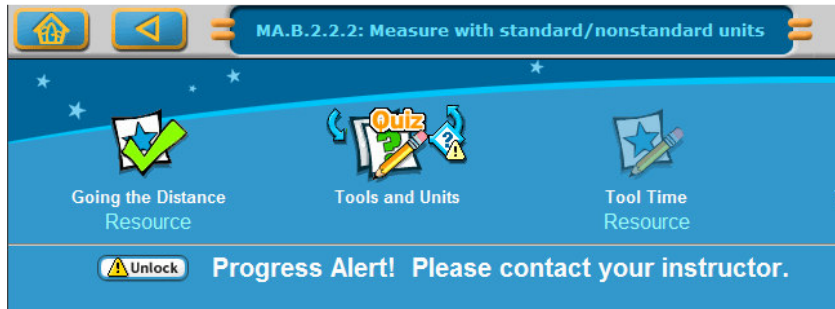 MA.B.2.2.2: Measure with standard/nonstandard units
Quiz
Going the Distance
Resource
Tools and Units
Tool Time
Resource
Unlock
Progress Alert! Please contact your instructor.